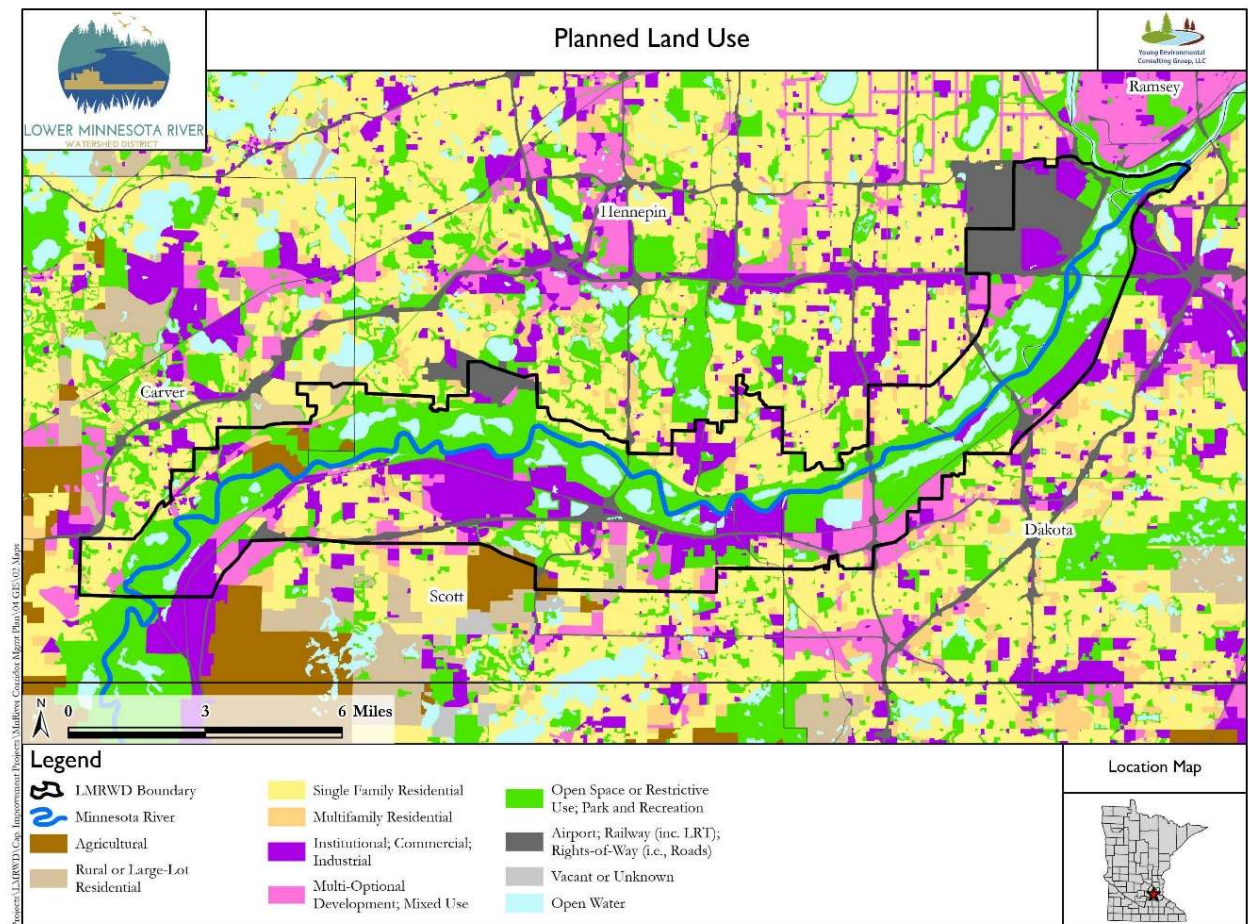 LOWER MINNESOTA RIVER
WATERSHED DISTRICT
Planned Land Use
Young Environmental
Consulting Group, LLC
Ramsey
Hennepin
Carver
Scott
Dakota
N
0 3 6 Miles
Legend
LMRWD Boundary
Minnesota River
Agricultural
Rural or Large-Lot
Residential
Single Family Residential
Multifamily Residential
Institutional; Commercial;
Industrial
Multi-Optional
Development; Mixed Use
Open Space or Restrictive
Use; Park and Recreation
Airport; Railway (inc. LRT);
Rights-of-Way (i.e., Roads)
Vacant or Unknown
Open Water
Location Map